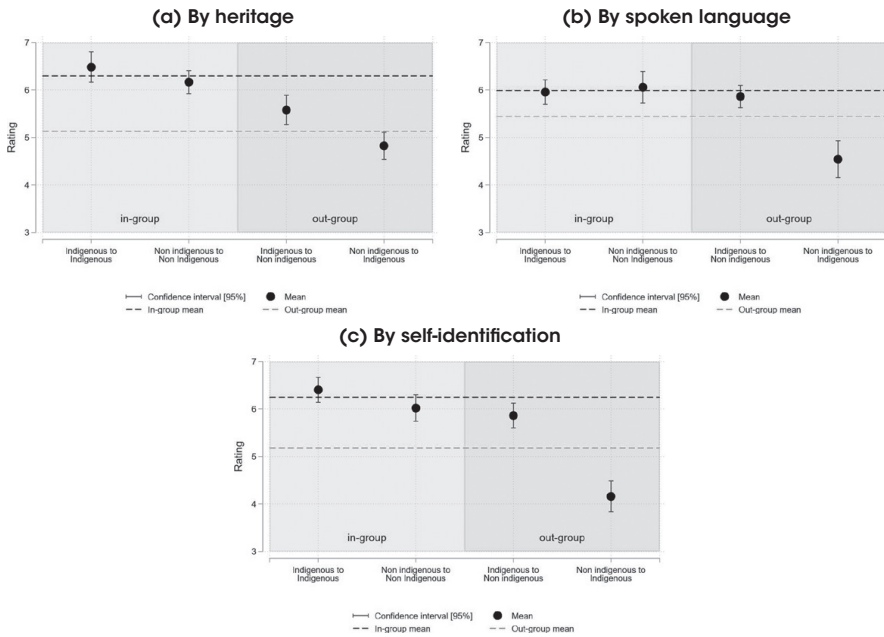 (a) By heritage
7
6
5
4
3
Rating
in-group
out-group
Indigenous to
Indigenous
Non indigenous to
Non Indigenous
Indigenous to
Non indigenous
Non indigenous to
Indigenous
Confidence interval [95%]
Mean
In-group mean
Out-group mean
(b) By spoken language
7
6
5
4
3
Rating
in-group
out-group
Indigenous to
Indigenous
Non indigenous to
Non Indigenous
Indigenous to
Non indigenous
Non indigenous to
Indigenous
Confidence interval [95%]
Mean
In-group mean
Out-group mean
(c) By self-identification
7
6
5
4
3
Rating
in-group
out-group
Indigenous to
Indigenous
Non indigenous to
Non Indigenous
Indigenous to
Non indigenous
Non indigenous to
Indigenous
Confidence interval [95%]
Mean
In-group mean
Out-group mean